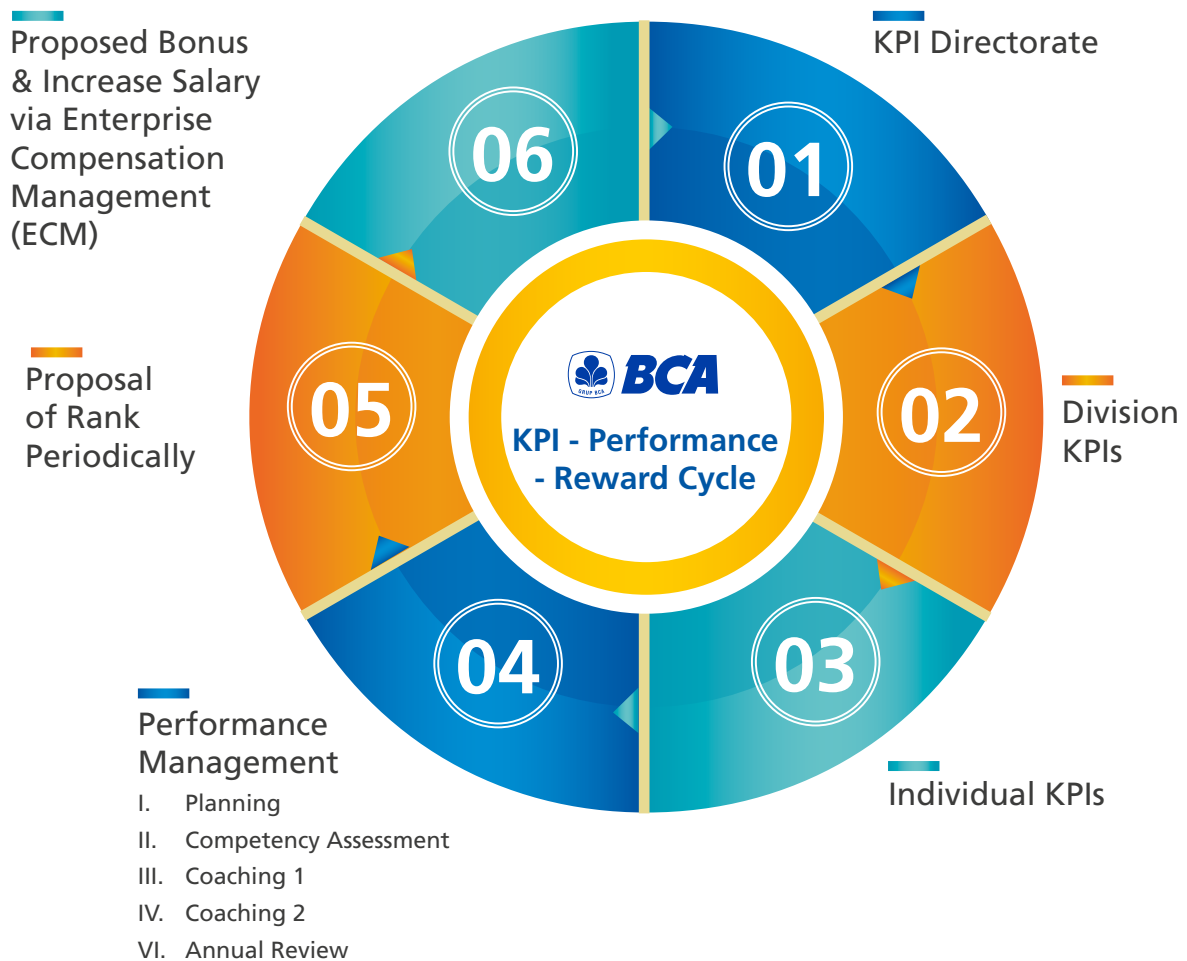 KPI Directorate
01
Division
KPIs
02
Individual KPIs
03
Performance
Management
I. Planning
II. Competency Assessment
III. Coaching 1
IV. Coaching 2
VI. Annual Review
04
Proposal
of Rank
Periodically
05
Proposed Bonus
& Increase Salary
via Enterprise
Compensation
Management
(ECM)
06
GRUP BCA
BCA
KPI - Performance
- Reward Cycle